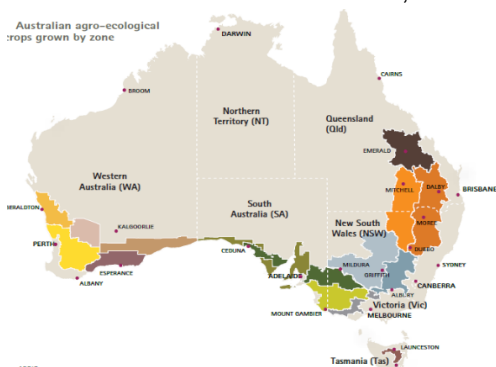 Australian agro-ecological
crops grown by zone
DARWIN
CAIRNS
BROOM
Northern
Territory (NT)
Queensland
(Qld)
EMERALD
Western
Australia (WA)
MITCHELL
DALBY
BRISBANE
South
Australia (SA)
MOREE
KALGOORLIE
New South
Wales (NSW)
PERTH
CEDUNA
DUBBO
MILDURA
SYDNEY
ESPERANCE
ADELAIDE
GRIFFITH
ALBANY
CANBERRA
ALBURY
Victoria (Vic)
MOUNT GAMBIER
MELBOURNE
LAUNCESTON
Tasmania (Tas)